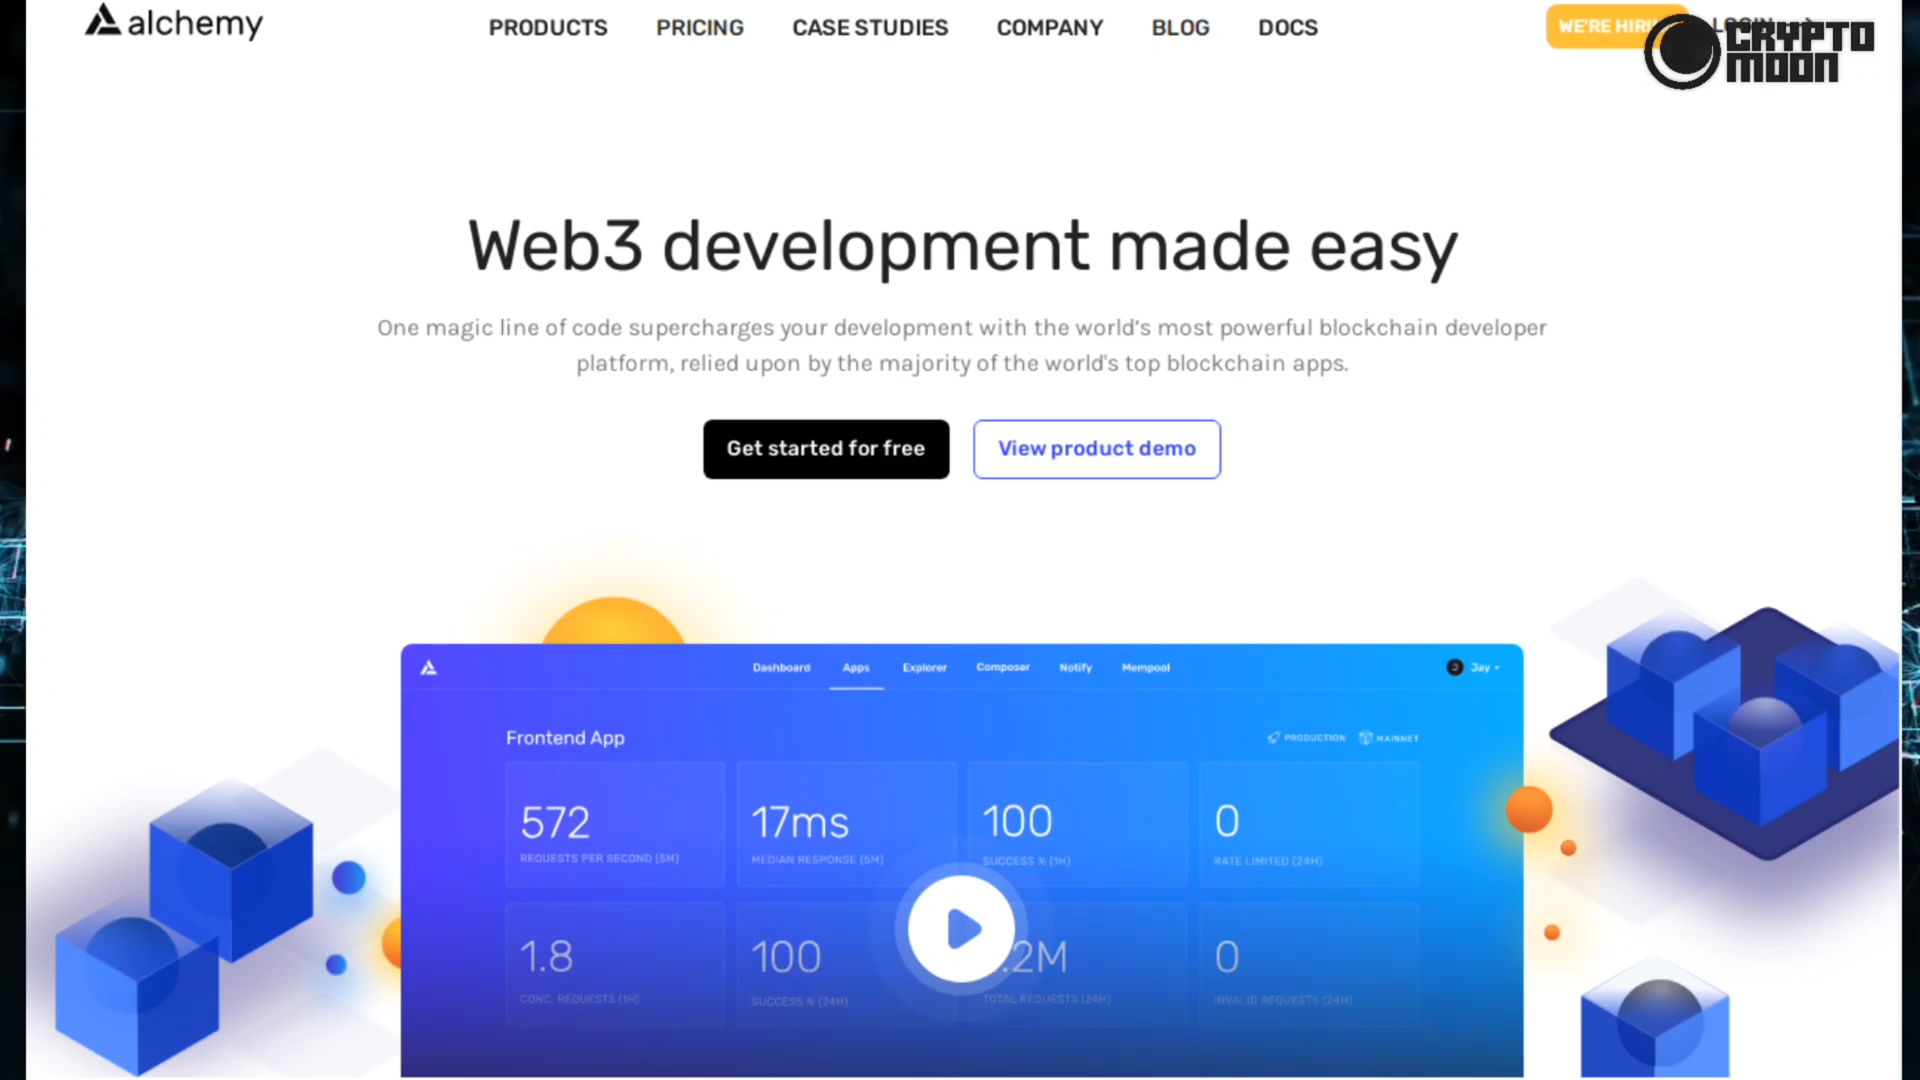 alchemy
PRODUCTS PRICING CASE STUDIES COMPANY BLOG DOCS
WE'RE LOGIN
CRYPTO
MOON
Web3 development made easy
One magic line of code supercharges your development with the world's most powerful blockchain developer
platform, relied upon by the majority of the world's top blockchain apps.
Get started for free View product demo
Dashboard Apps Explorer Composer Notify Mempool Jay
Frontend App PRODUCTION MAINNET
572 17ms 100 0
REQUESTS PER SECOND (5M) MEDIAN RESPONSE (5M) SUCCESS % (1H) RATE LIMITED (24H)
1.8 100 .2M 0
CONC. REQUESTS (1H) SUCCESS % (24H) TOTAL REQUESTS (24H) INVALID REQUESTS (24H)